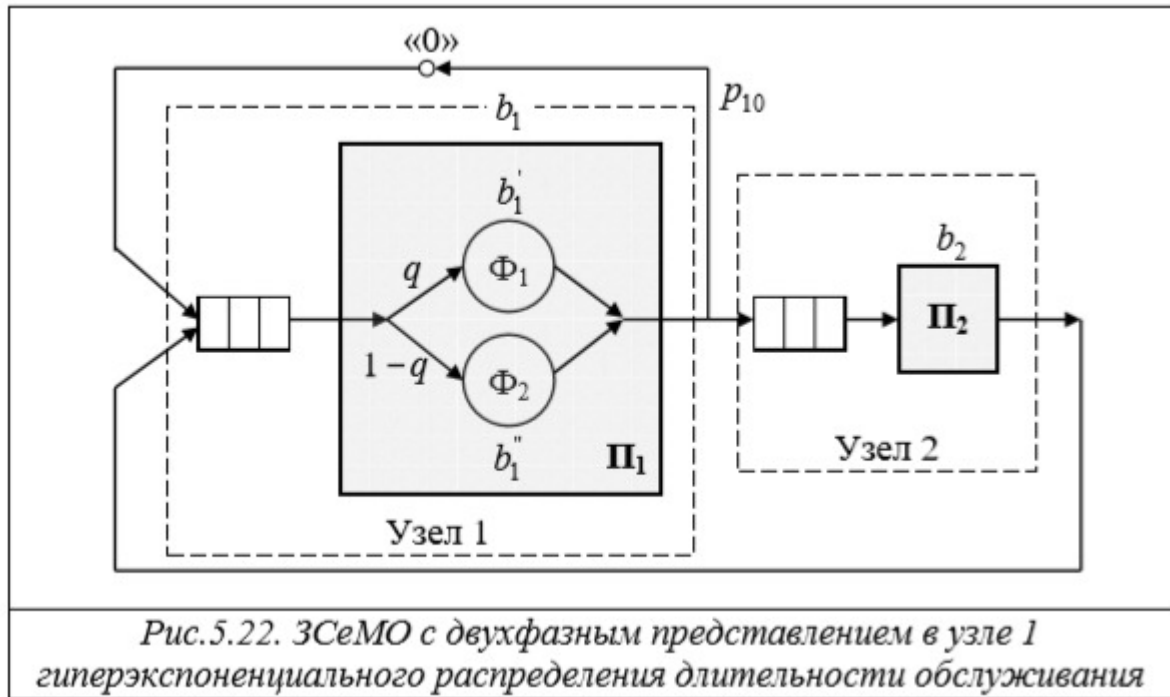 «0»
p₁₀
b₁
b₁'
Φ₁
q
b₂
П₂
1 − q
Φ₂
b₁"
П₁
Узел 2
Узел 1
Рис.5.22. ЗСеМО с двухфазным представлением в узле 1
гиперэкспоненциального распределения длительности обслуживания